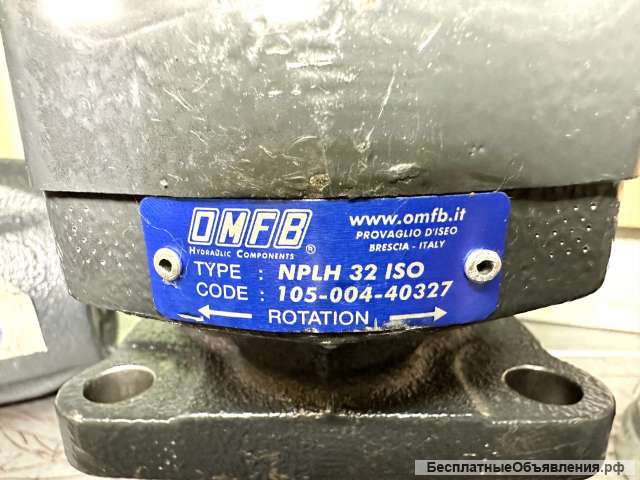 OMFB
HYDRAULIC COMPONENTS ®
www.omfb.it
PROVAGLIO D'ISEO
BRESCIA - ITALY
TYPE : NPLH 32 ISO
CODE : 105-004-40327
ROTATION
БесплатныеОбъявления.рф